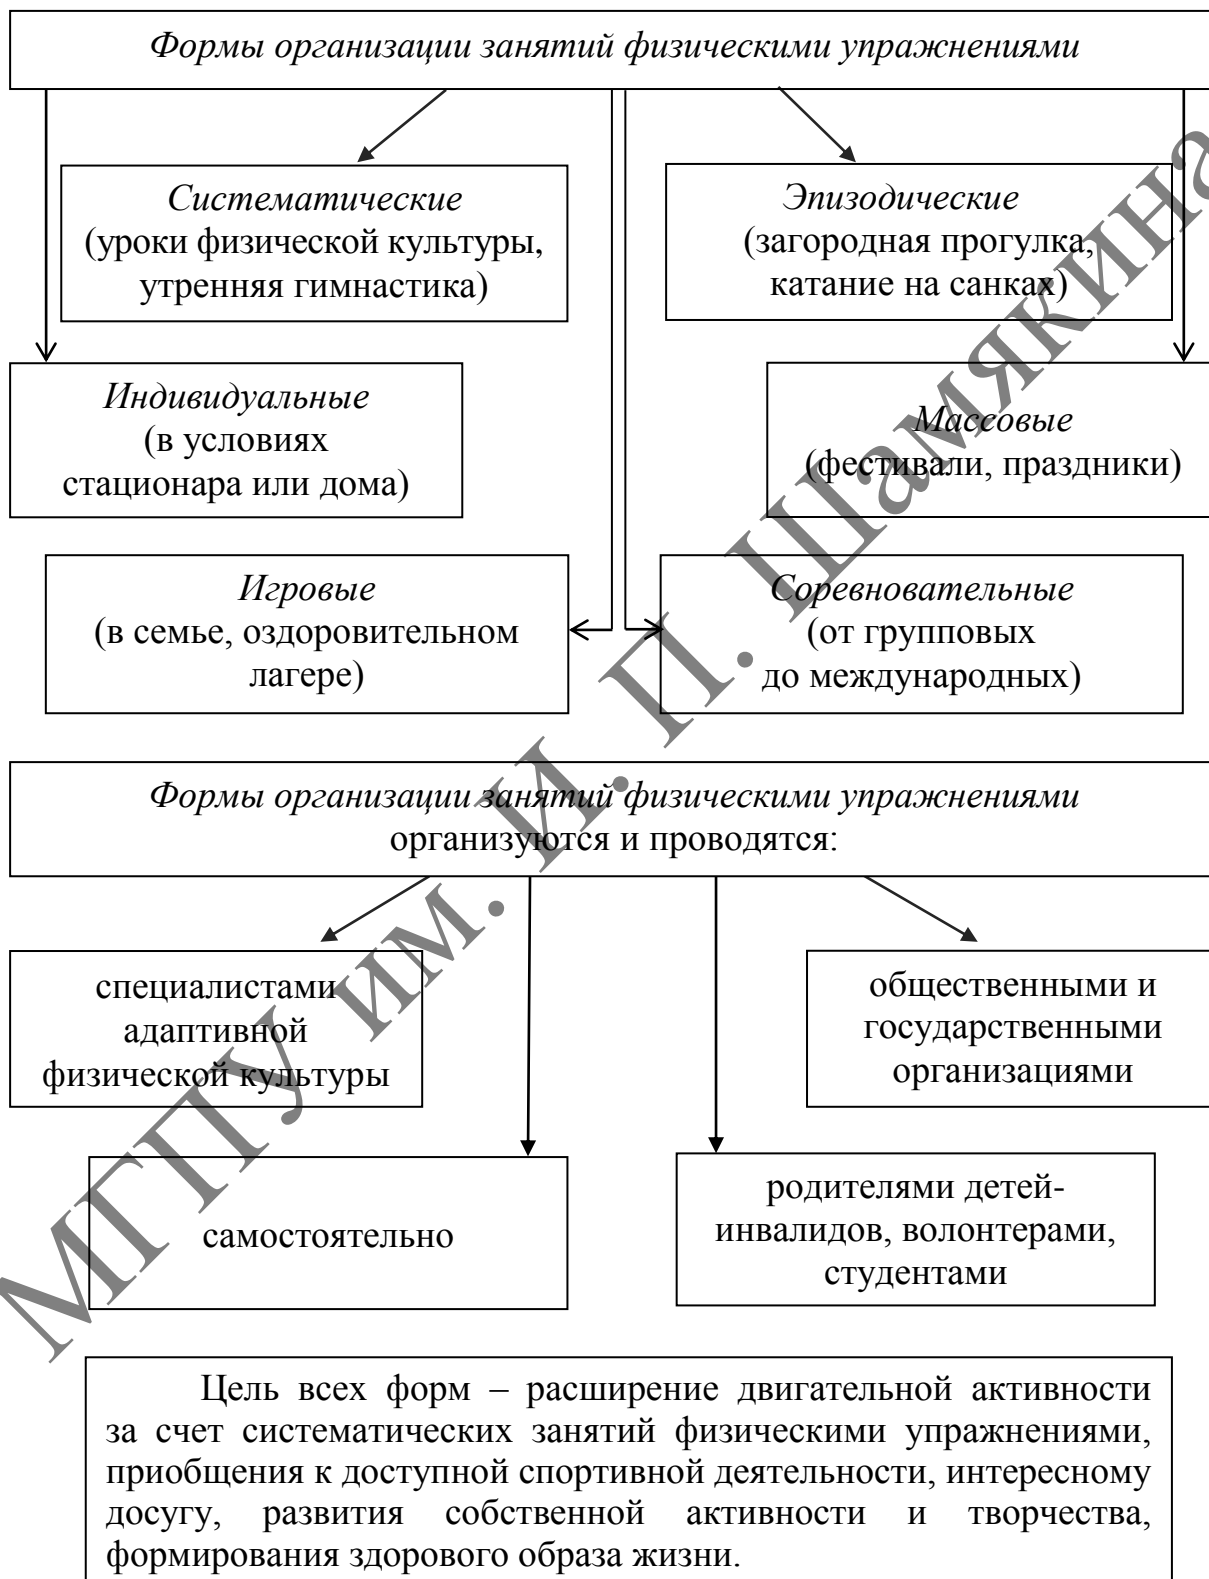 Формы организации занятий физическими упражнениями
Систематические
(уроки физической культуры,
утренняя гимнастика)
Эпизодические
(загородная прогулка,
катание на санках)
Индивидуальные
(в условиях
стационара или дома)
Массовые
(фестивали, праздники)
Игровые
(в семье, оздоровительном
лагере)
Соревновательные
(от групповых
до международных)
Формы организации занятий физическими упражнениями
организуются и проводятся:
специалистами
адаптивной
физической культуры
общественными и
государственными
организациями
самостоятельно
родителями детей-
инвалидов, волонтерами,
студентами
Цель всех форм – расширение двигательной активности
за счет систематических занятий физическими упражнениями,
приобщения к доступной спортивной деятельности, интересному
досугу, развития собственной активности и творчества,
формирования здорового образа жизни.
МГПУ им. И. П. Шамякина